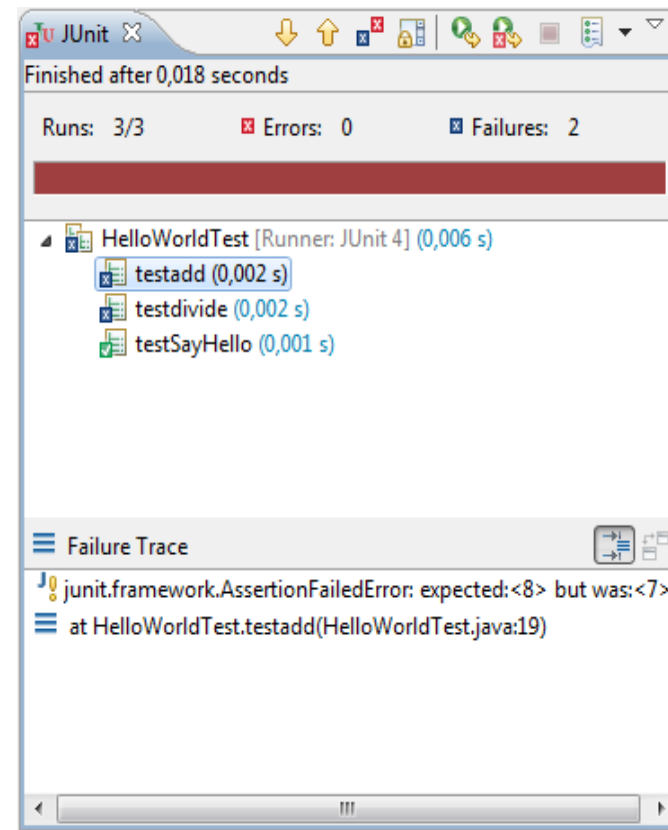 JUnit
Finished after 0,018 seconds
Runs: 3/3 Errors: 0 Failures: 2
HelloWorldTest [Runner: JUnit 4] (0,006 s)
testadd (0,002 s)
testdivide (0,002 s)
testSayHello (0,001 s)
Failure Trace
junit.framework.AssertionFailedError: expected:<8> but was:<7>
at HelloWorldTest.testadd(HelloWorldTest.java:19)